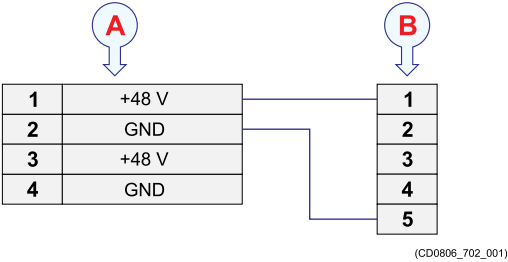 A B
1 +48 V 1
2 GND 2
3 +48 V 3
4 GND 4
5
(CD0806_702_001)